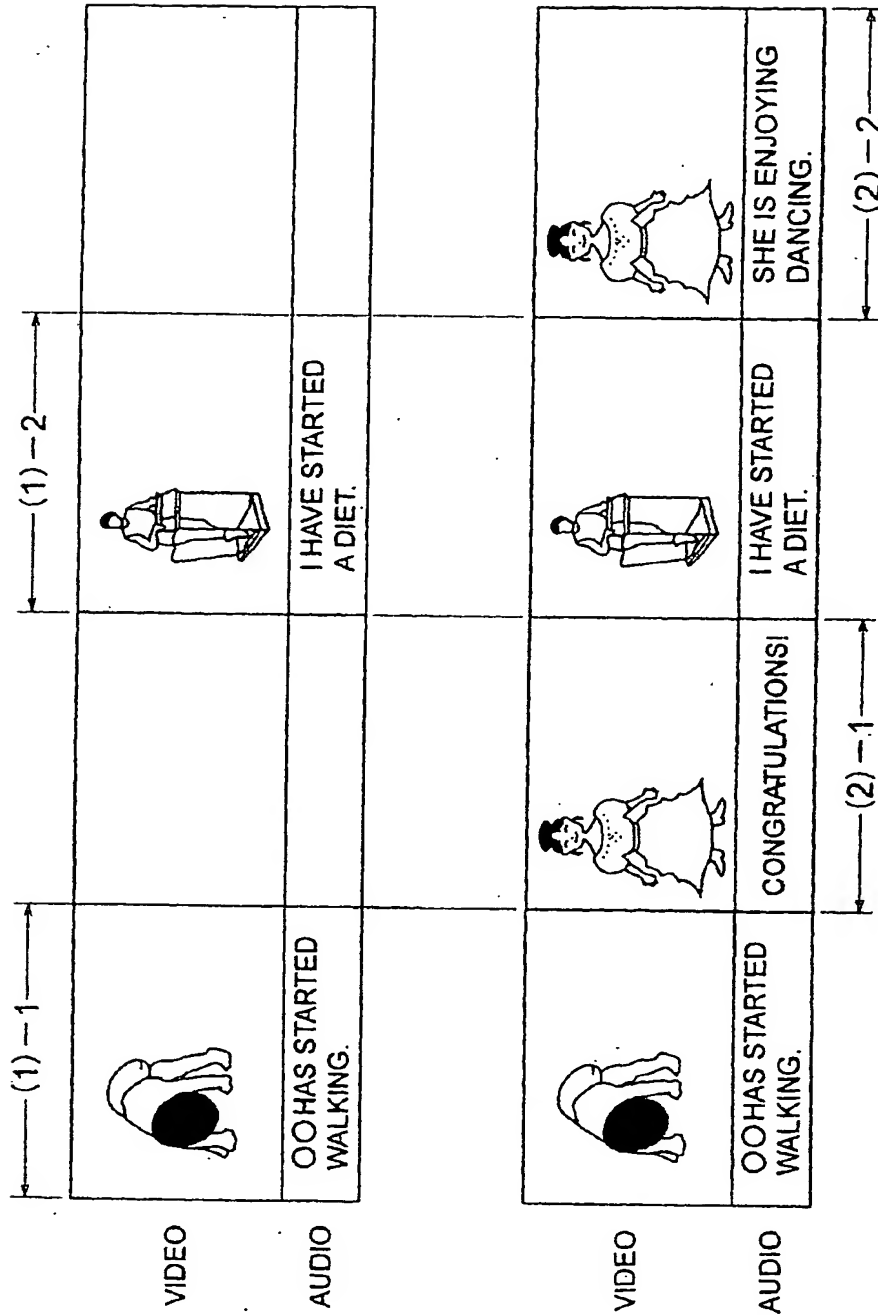 (1)-1
(1)-2
VIDEO
AUDIO
OO HAS STARTED
WALKING.
I HAVE STARTED
A DIET.
VIDEO
AUDIO
OO HAS STARTED
WALKING.
CONGRATULATIONS!
I HAVE STARTED
A DIET.
SHE IS ENJOYING
DANCING.
(2)-1
(2)-2